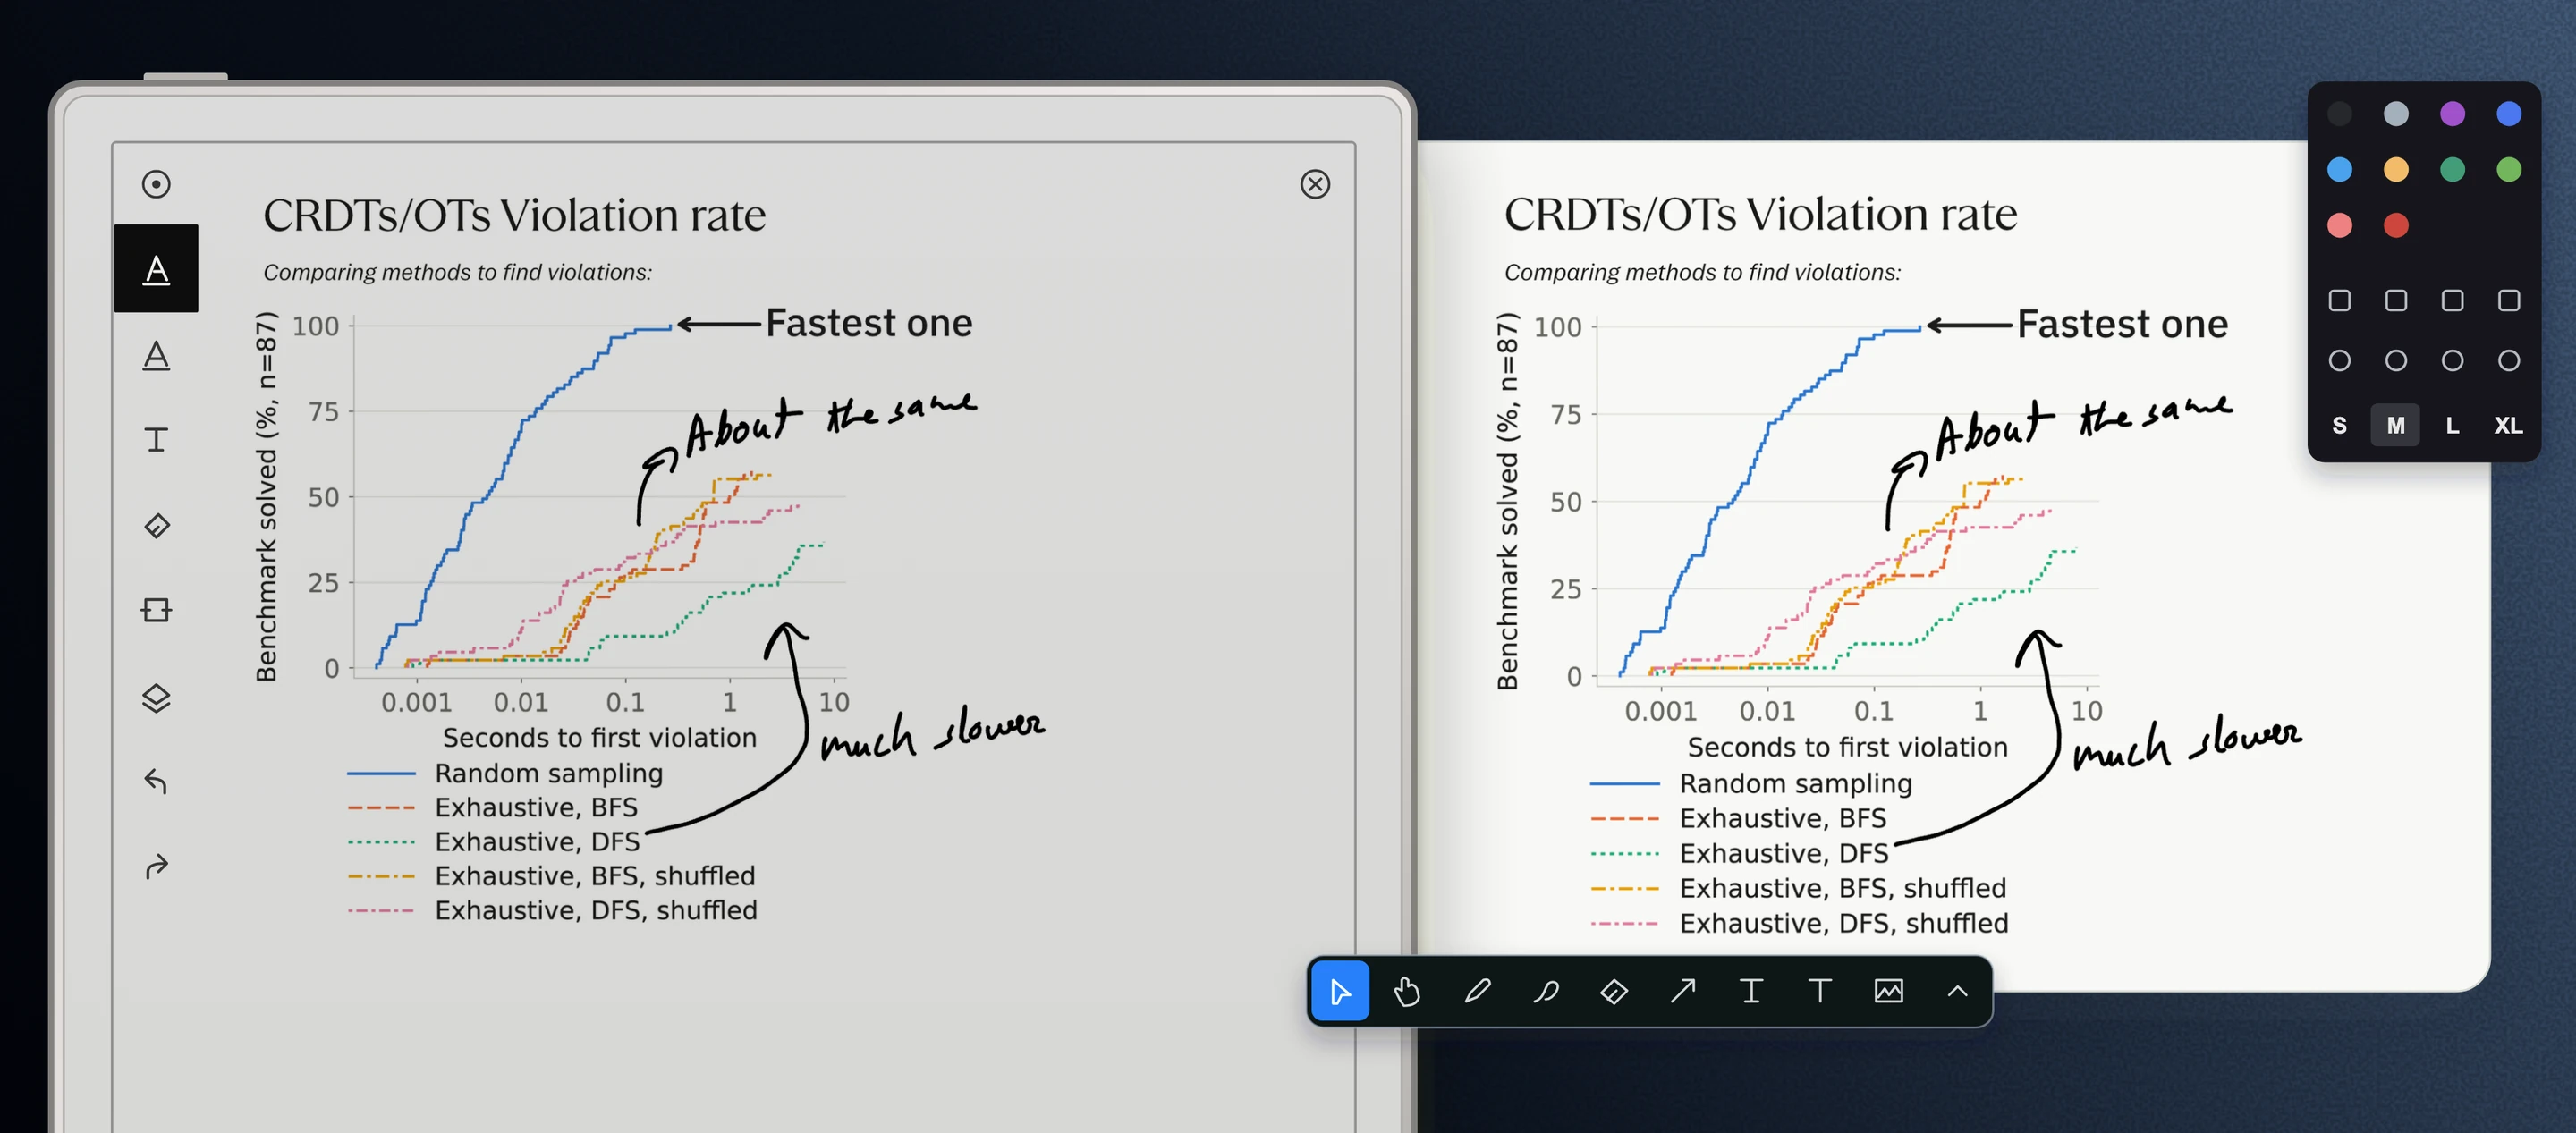 CRDTs/OTs Violation rate
Comparing methods to find violations:
Benchmark solved (%, n=87)
100
75
50
25
0
Fastest one
About the same
0.001 0.01 0.1 1 10
Seconds to first violation
much slower
Random sampling
Exhaustive, BFS
Exhaustive, DFS
Exhaustive, BFS, shuffled
Exhaustive, DFS, shuffled
CRDTs/OTs Violation rate
Comparing methods to find violations:
Benchmark solved (%, n=87)
100
75
50
25
0
Fastest one
About the same
0.001 0.01 0.1 1 10
Seconds to first violation
much slower
Random sampling
Exhaustive, BFS
Exhaustive, DFS
Exhaustive, BFS, shuffled
Exhaustive, DFS, shuffled
S M L XL